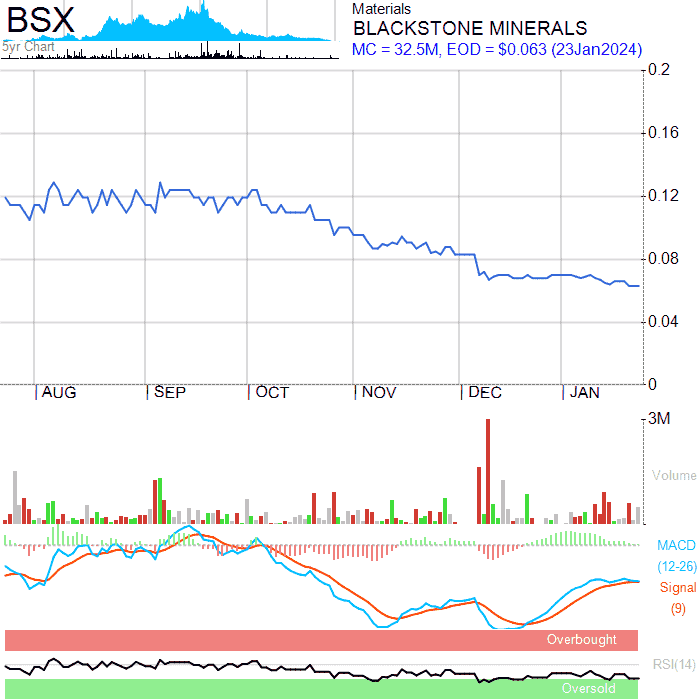 BSX
5yr Chart
Materials
BLACKSTONE MINERALS
MC = 32.5M, EOD = $0.063 (23Jan2024)
0.2
0.16
0.12
0.08
0.04
0
AUG SEP OCT NOV DEC JAN
3M
Volume
MACD
(12-26)
Signal
(9)
Overbought
RSI(14)
Oversold